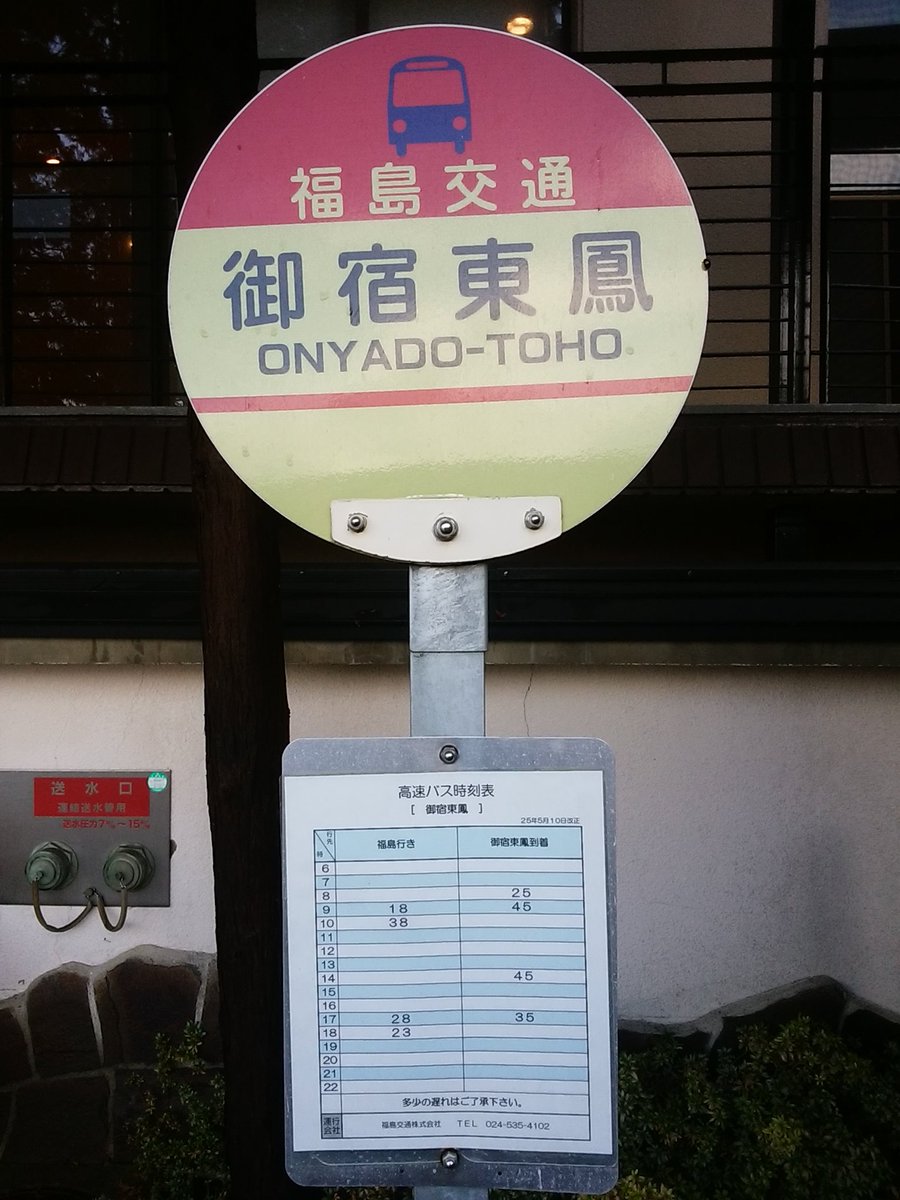 福島交通
御宿東鳳
ONYADO-TOHO
送水口
連結送水管用
高速バス時刻表
[ 御宿東鳳 ]
25年5月10日改正
行先 時 福島行き 御宿東鳳到着
6
7
8 25
9 18 45
10 38
11
12
13
14 45
15
16
17 28 35
18 23
19
20
21
22
多少の遅れはご了承下さい。
運行会社 福島交通株式会社 TEL 024-535-4102